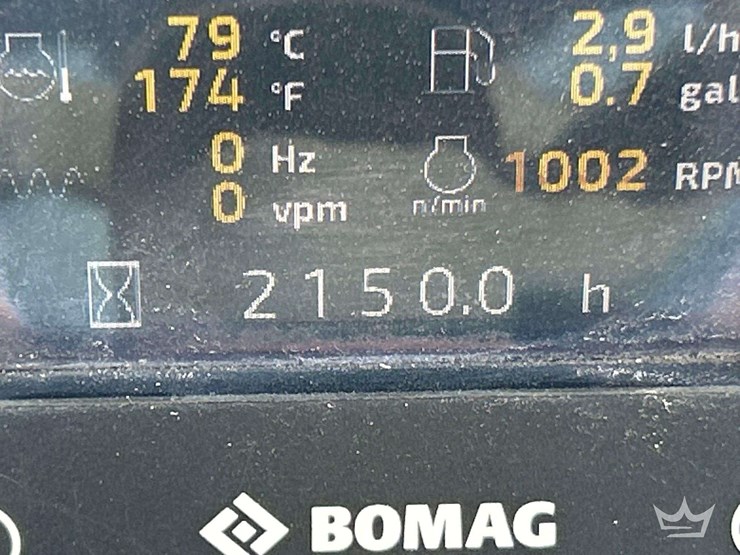 79 °C
174 °F
2,9 l/h
0.7 gal
0 Hz
0 vpm
1002 RPM
n/min
2150.0 h
BOMAG